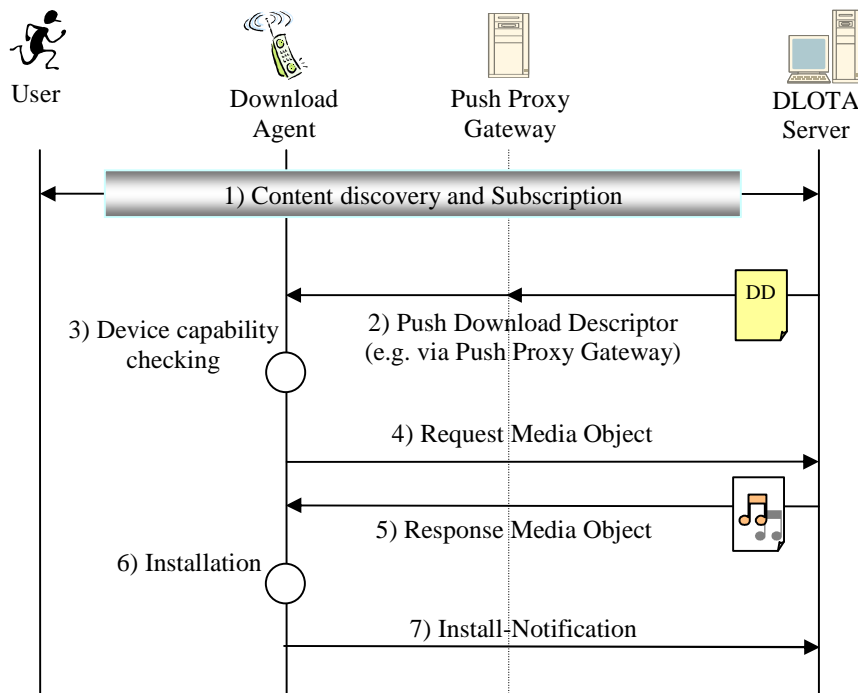 User
Download
Agent
Push Proxy
Gateway
DLOTA
Server
1) Content discovery and Subscription
DD
2) Push Download Descriptor
(e.g. via Push Proxy Gateway)
3) Device capability
checking
4) Request Media Object
5) Response Media Object
6) Installation
7) Install-Notification